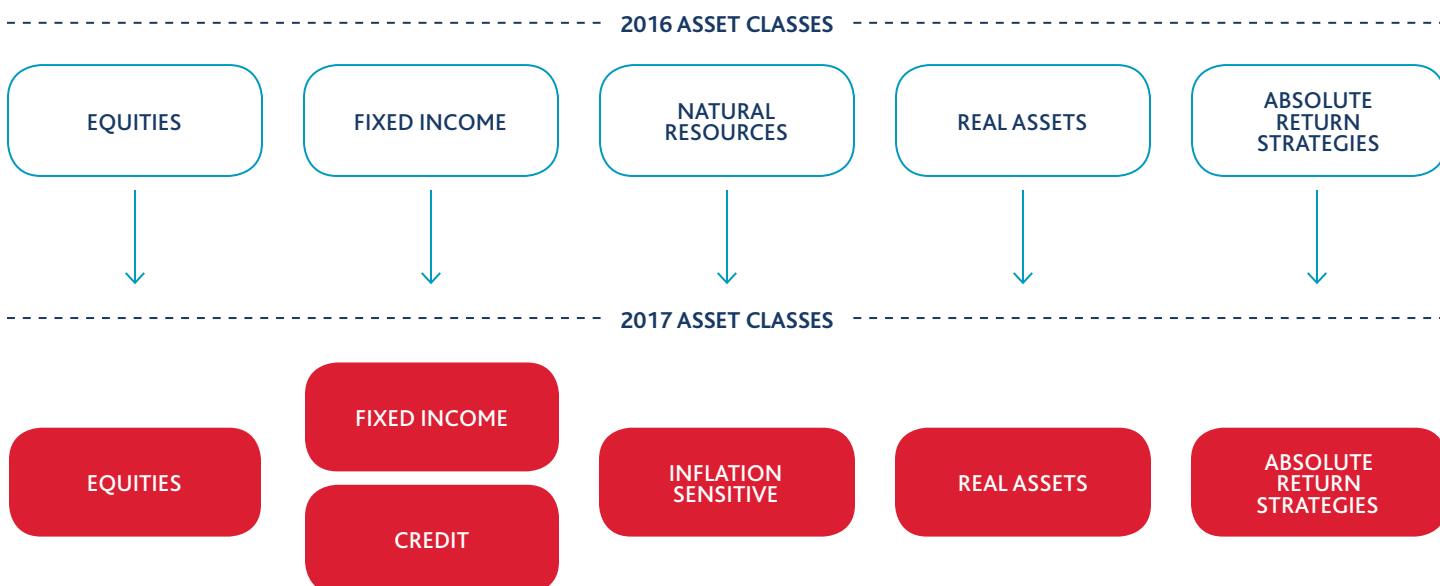 2016 ASSET CLASSES
EQUITIES
FIXED INCOME
NATURAL
RESOURCES
REAL ASSETS
ABSOLUTE
RETURN
STRATEGIES
2017 ASSET CLASSES
EQUITIES
FIXED INCOME
CREDIT
INFLATION
SENSITIVE
REAL ASSETS
ABSOLUTE
RETURN
STRATEGIES